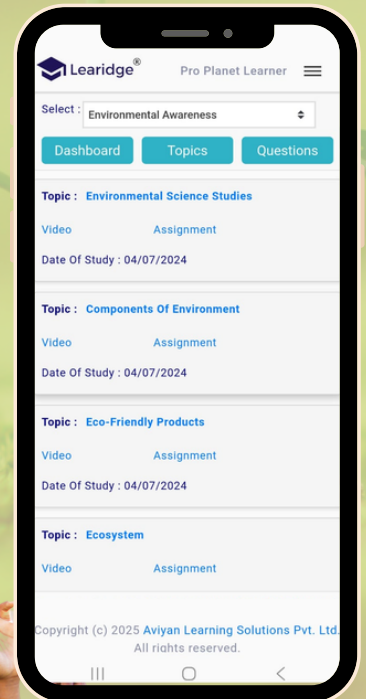 Learidge®
Pro Planet Learner
Select : Environmental Awareness
Dashboard Topics Questions
Topic : Environmental Science Studies
Video Assignment
Date Of Study : 04/07/2024
Topic : Components Of Environment
Video Assignment
Date Of Study : 04/07/2024
Topic : Eco-Friendly Products
Video Assignment
Date Of Study : 04/07/2024
Topic : Ecosystem
Video Assignment
Copyright (c) 2025 Aviyan Learning Solutions Pvt. Ltd.
All rights reserved.